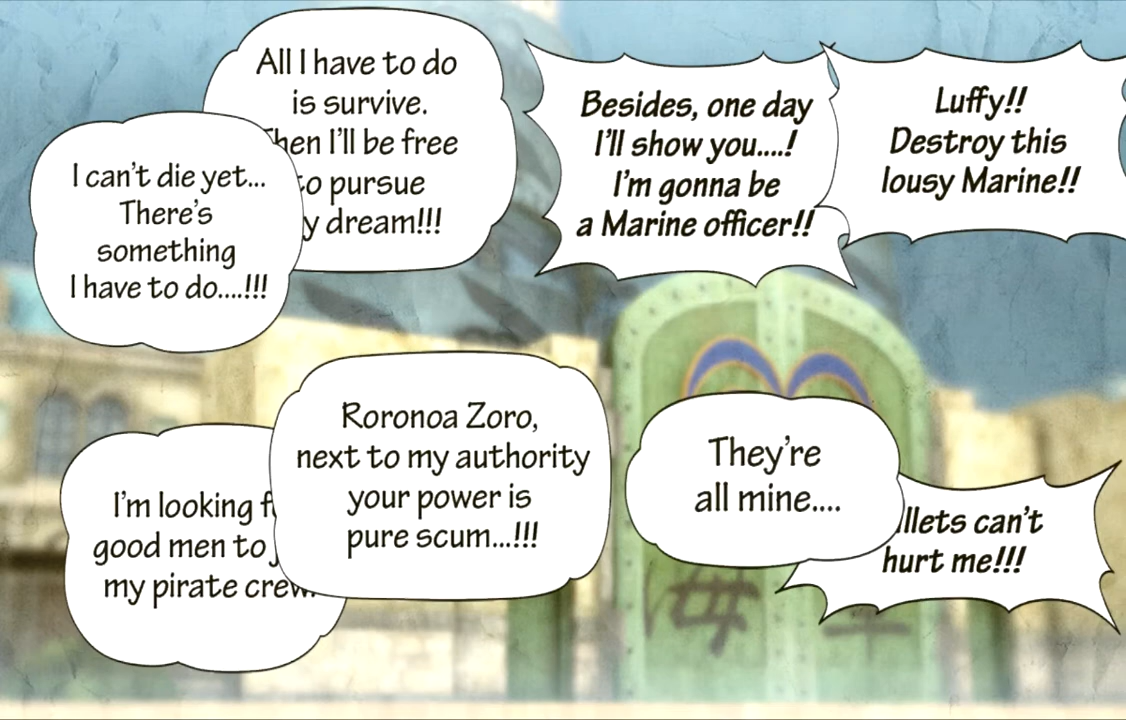 All I have to do
is survive.
I'll be free
pursue
dream!!!
I can't die yet...
There's
something
I have to do....!!!
Besides, one day
I'll show you....!
I'm gonna be
a Marine officer!!
Luffy!!
Destroy this
lousy Marine!!
I'm looking
good men to
my pirate crew.
Roronoa Zoro,
next to my authority
your power is
pure scum...!!!
They're
all mine....
can't
hurt me!!!
海